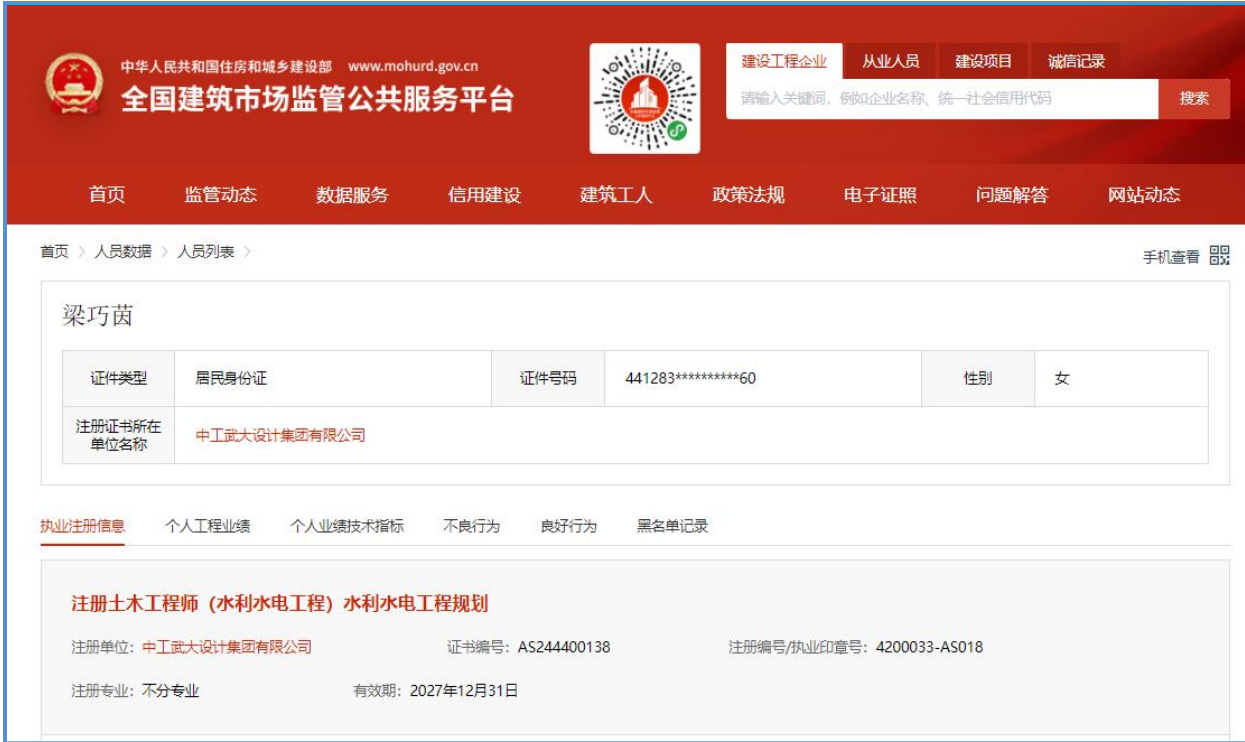 中华人民共和国住房和城乡建设部 www.mohurd.gov.cn
全国建筑市场监管公共服务平台
建设工程企业 从业人员 建设项目 诚信记录
请输入关键词，例如企业名称、统一社会信用代码 搜索
首页 监管动态 数据服务 信用建设 建筑工人 政策法规 电子证照 问题解答 网站动态
首页 > 人员数据 > 人员列表 >
手机查看
梁巧茵
证件类型 居民身份证 证件号码 441283**********60 性别 女
注册证书所在
单位名称
中工武大设计集团有限公司
执业注册信息 个人工程业绩 个人业绩技术指标 不良行为 良好行为 黑名单记录
注册土木工程师（水利水电工程）水利水电工程规划
注册单位：中工武大设计集团有限公司 证书编号：AS244400138 注册编号/执业印章号：4200033-AS018
注册专业：不分专业 有效期：2027年12月31日